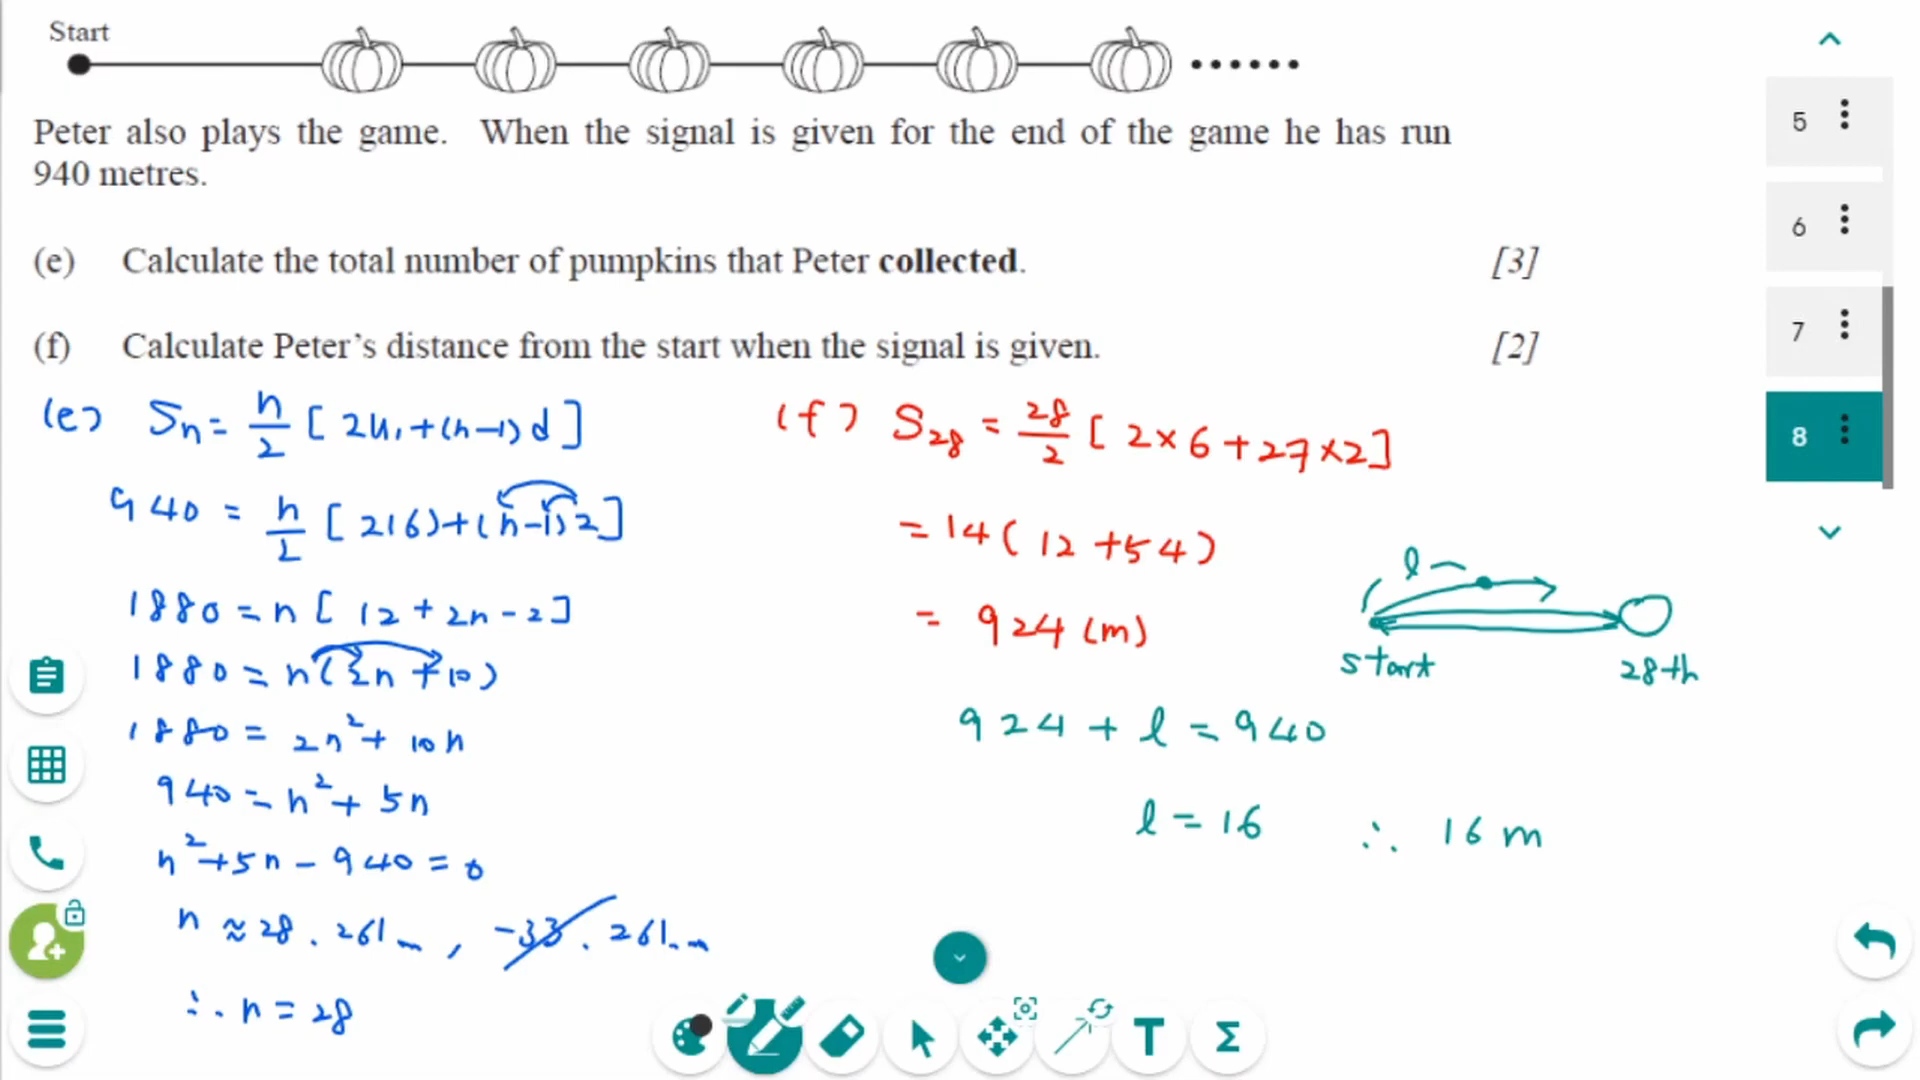 Start
Peter also plays the game. When the signal is given for the end of the game he has run
940 metres.
(e) Calculate the total number of pumpkins that Peter collected. [3]
(f) Calculate Peter's distance from the start when the signal is given. [2]
(e) Sn = n/2 [2u₁+(n-1)d]
940 = n/2 [2(6)+(n-1)2]
1880 = n[12+2n-2]
1880 = n(2n+10)
1880 = 2n²+10n
940 = n²+5n
n²+5n-940=0
n ≈ 28.261..., -33.261...
∴ n = 28
(f) S₂₈ = 28/2 [2×6+27×2]
= 14(12+54)
= 924 (m)
l
start 28th
924 + l = 940
l = 16 ∴ 16 m
5
6
7
8
T
Σ